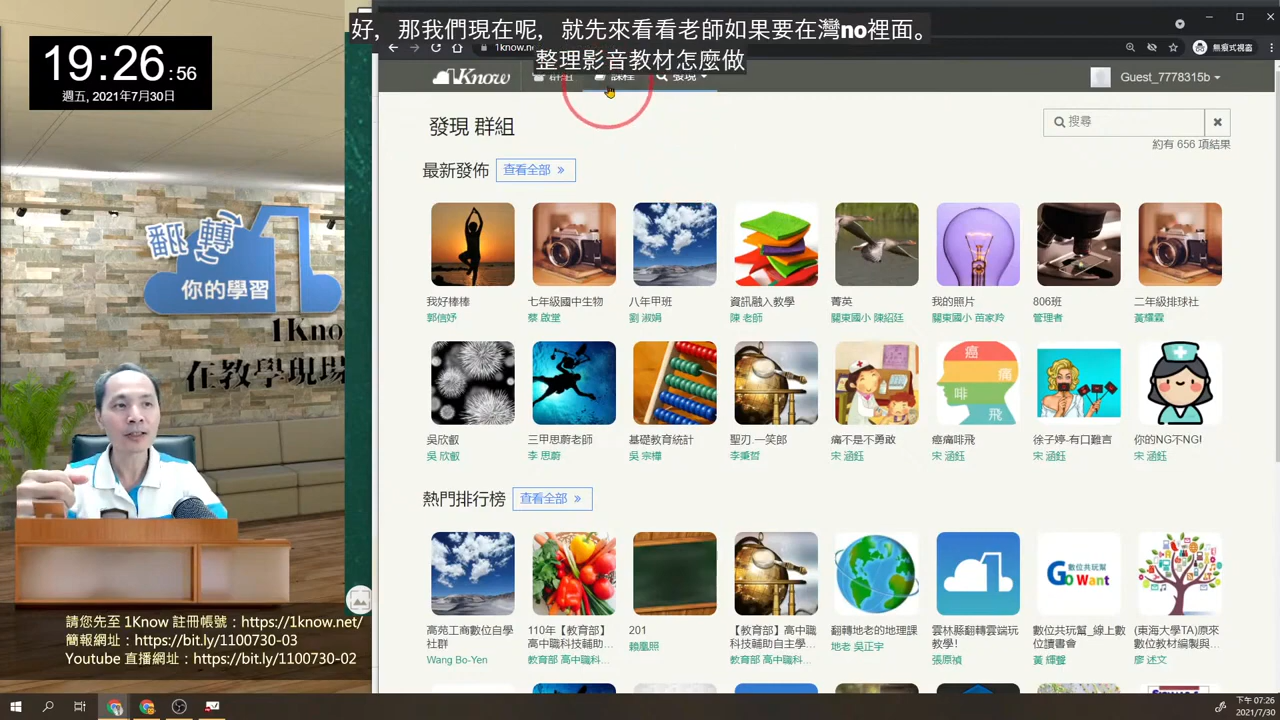 好，那我們現在呢，就先來看看老師如果要在灣no裡面。
整理影音教材怎麼做
19:26:56
週五, 2021年7月30日
1know.n
1Know
群組
課程
發現
Guest_7778315b
發現 群組
搜尋
約有 656 項結果
最新發佈
查看全部 »
我好棒棒
七年級國中生物
八年甲班
資訊融入教學
菁英
我的照片
806班
二年級排球社
郭信妤
蔡 啟堂
劉 淑娟
陳 老師
關東國小 陳紹廷
關東國小 苗家羚
管理者
黃耀霖
癌
痛
啡
飛
吳欣叡
三甲思蔚老師
基礎教育統計
聖刃.一笑郎
痛不是不勇敢
癌痛啡飛
徐子婷-有口難言
你的NG不NG!
吳 欣叡
李 思蔚
吳 宗樺
李秉哲
宋 涵鈺
宋 涵鈺
宋 涵鈺
宋 涵鈺
熱門排行榜
查看全部 »
數位共玩幫
Go Want
高苑工商數位自學
社群
Wang Bo-Yen
110年【教育部】
高中職科技輔助...
教育部 高中職科...
201
賴凰照
【教育部】高中職
科技輔助自主學...
教育部 高中職科...
翻轉地老的地理課
地老 吳正宇
雲林縣翻轉雲端玩
教學！
張原禎
數位共玩幫_線上數
位讀書會
黃 輝聲
(東海大學TA)原來
數位教材編製與...
廖 述文
翻轉
你的學習
1Kno
在教學現場
請您先至 1Know 註冊帳號：https://1know.net/
簡報網址：https://bit.ly/1100730-03
Youtube 直播網址：https://bit.ly/1100730-02
無痕式視窗
下午 07:26
2021/7/30